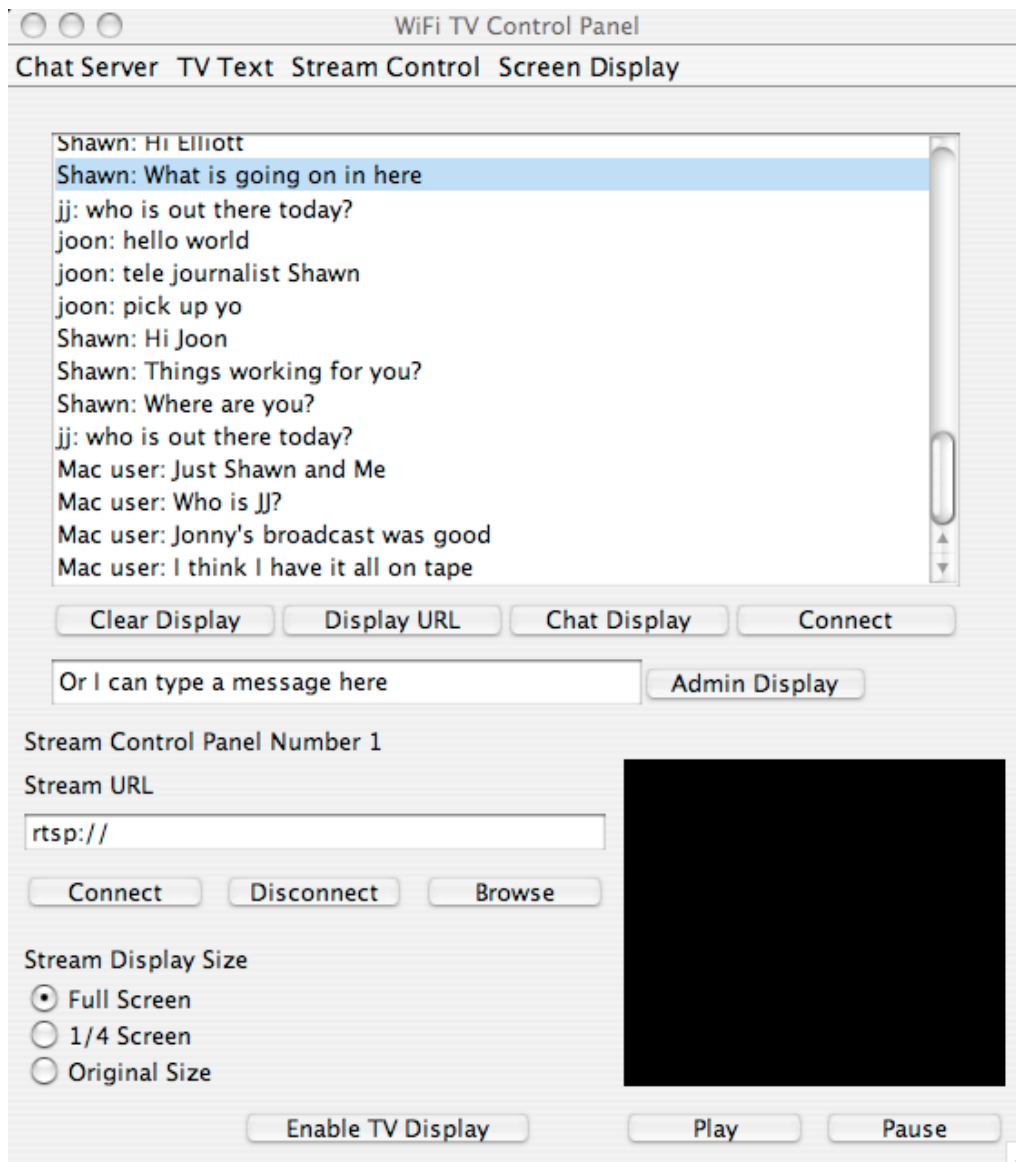 WiFi TV Control Panel
Chat Server TV Text Stream Control Screen Display
Shawn: Hi Elliott
Shawn: What is going on in here
jj: who is out there today?
joon: hello world
joon: tele journalist Shawn
joon: pick up yo
Shawn: Hi Joon
Shawn: Things working for you?
Shawn: Where are you?
jj: who is out there today?
Mac user: Just Shawn and Me
Mac user: Who is JJ?
Mac user: Jonny's broadcast was good
Mac user: I think I have it all on tape
Clear Display Display URL Chat Display Connect
Or I can type a message here Admin Display
Stream Control Panel Number 1
Stream URL
rtsp://
Connect Disconnect Browse
Stream Display Size
Full Screen
1/4 Screen
Original Size
Enable TV Display Play Pause